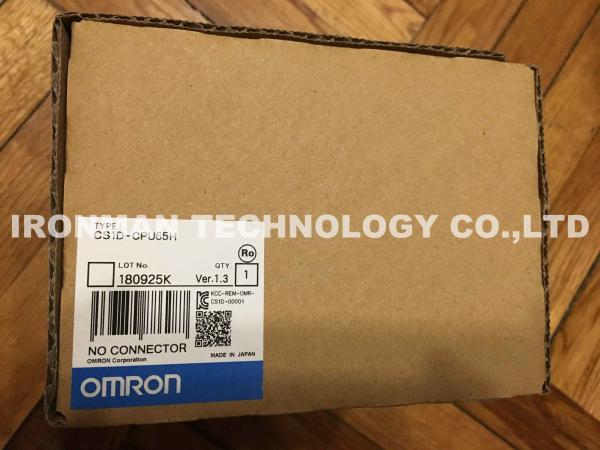 IRONMAN TECHNOLOGY CO.,LTD
TYPE
CS1D-CPU65H
Ro
LOT No. QTY.
180925K Ver.1.3 1
KCC-REM-OMR-
CS1D-00001
NO CONNECTOR MADE IN JAPAN
OMRON Corporation
OMRON